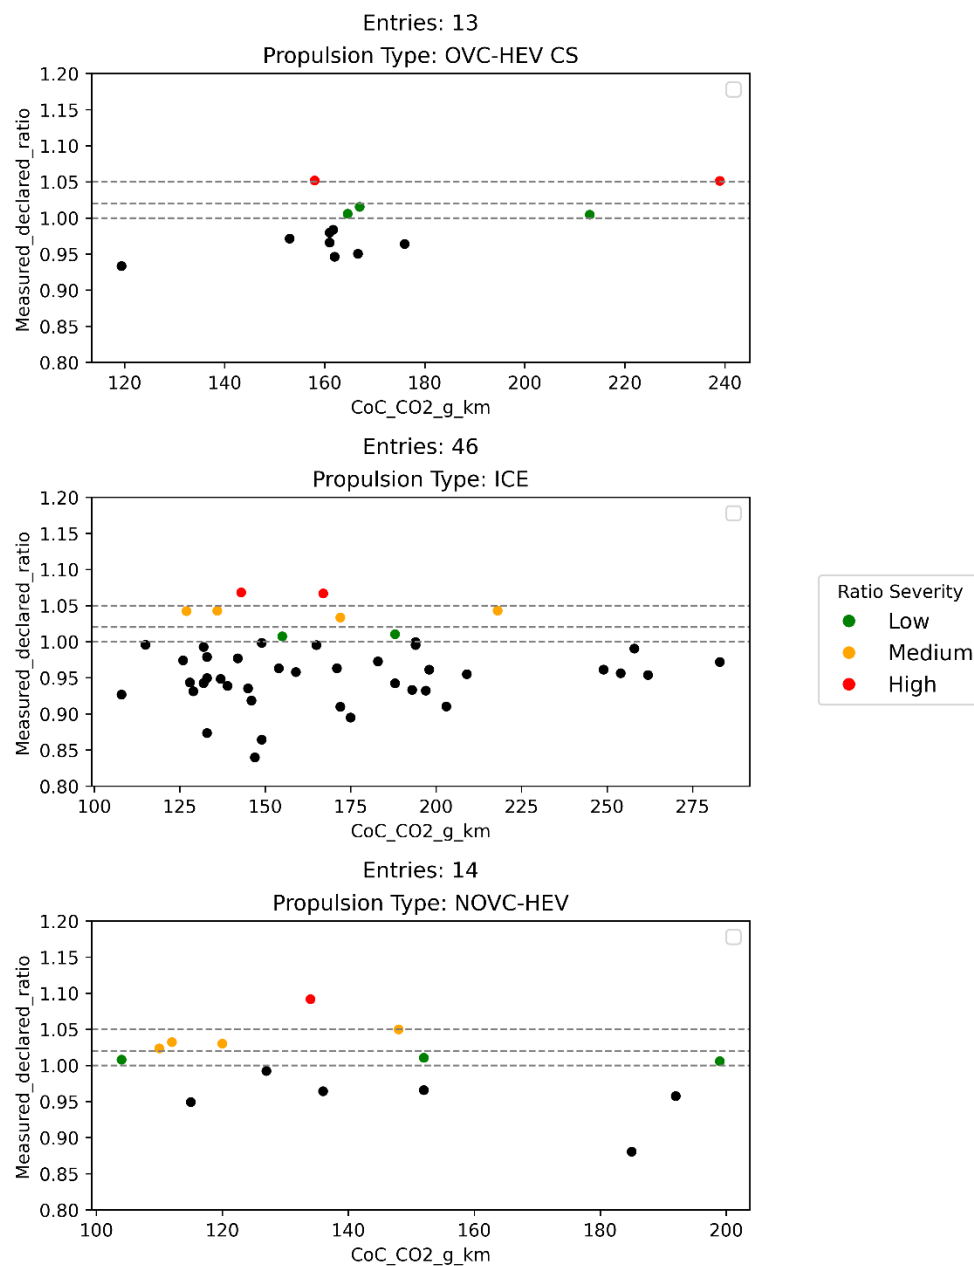 Entries: 13
Propulsion Type: OVC-HEV CS
1.20
1.15
1.10
1.05
1.00
0.95
0.90
0.85
0.80
Measured_declared_ratio
120 140 160 180 200 220 240
CoC_CO2_g_km
Entries: 46
Propulsion Type: ICE
1.20
1.15
1.10
1.05
1.00
0.95
0.90
0.85
0.80
Measured_declared_ratio
100 125 150 175 200 225 250 275
CoC_CO2_g_km
Ratio Severity
Low
Medium
High
Entries: 14
Propulsion Type: NOVC-HEV
1.20
1.15
1.10
1.05
1.00
0.95
0.90
0.85
0.80
Measured_declared_ratio
100 120 140 160 180 200
CoC_CO2_g_km